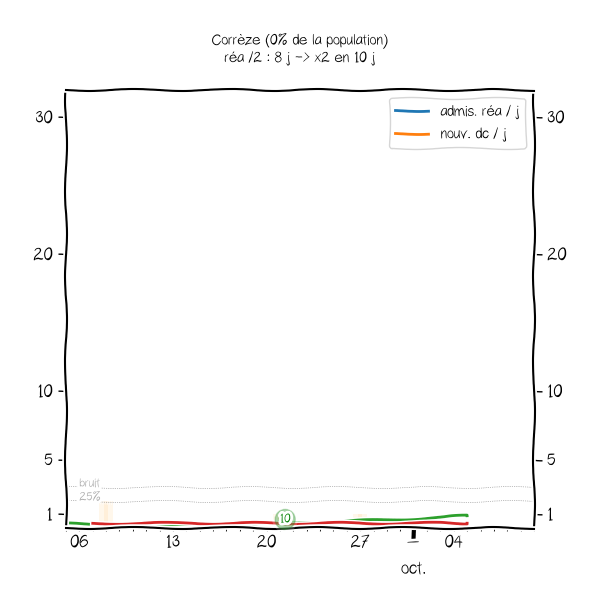 Corrèze (0% de la population)
réa /2 : 8 j -> x2 en 10 j
admis. réa / j
nouv. dc / j
30 30
20 20
10 10
5 5
bruit
25%
1 1
10
06 13 20 27 1 04
oct.